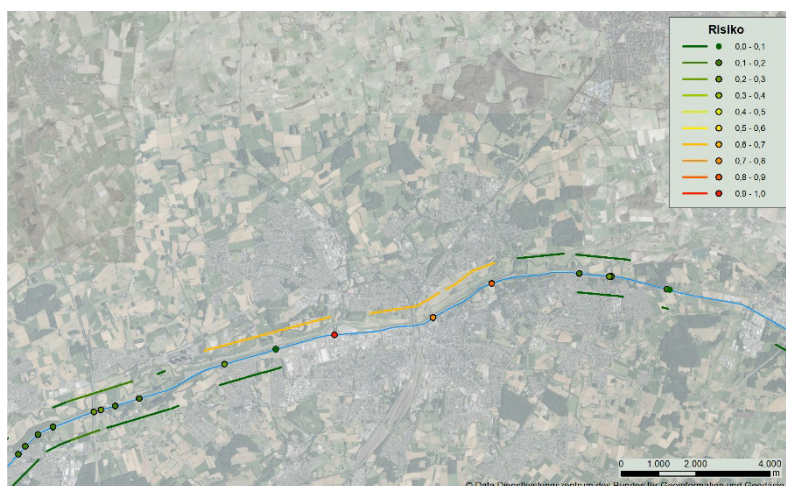 Risiko
0,0 - 0,1
0,1 - 0,2
0,2 - 0,3
0,3 - 0,4
0,4 - 0,5
0,5 - 0,6
0,6 - 0,7
0,7 - 0,8
0,8 - 0,9
0,9 - 1,0
0 1.000 2.000 4.000
m
© Data Dienstleistungszentrum des Bundes für Geoinformation und Geodäsie